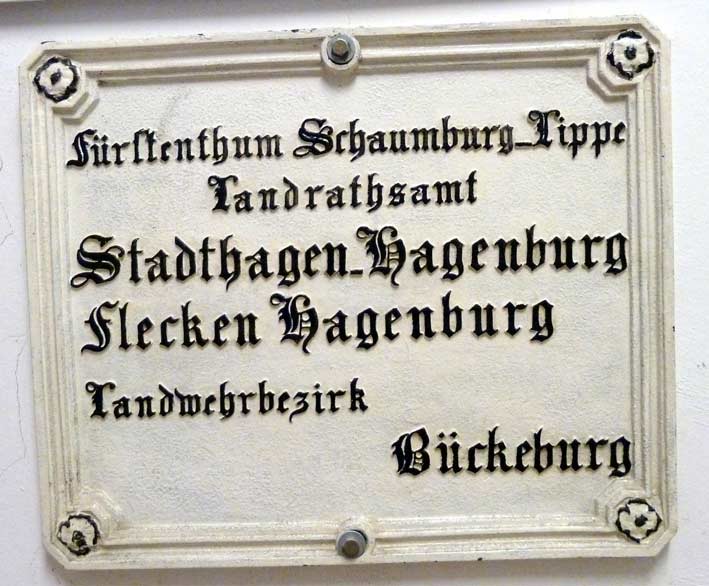 Fürstenthum Schaumburg-Lippe
Landrathsamt
Stadthagen-Hagenburg
Flecken Hagenburg
Landwehrbezirk
Bückeburg